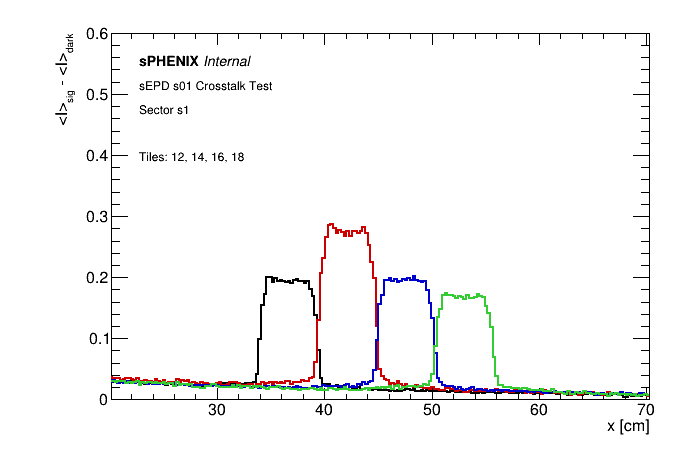 <I>sig - <I>dark
0.6
0.5
0.4
0.3
0.2
0.1
0
sPHENIX Internal
sEPD s01 Crosstalk Test
Sector s1
Tiles: 12, 14, 16, 18
30 40 50 60 70
x [cm]